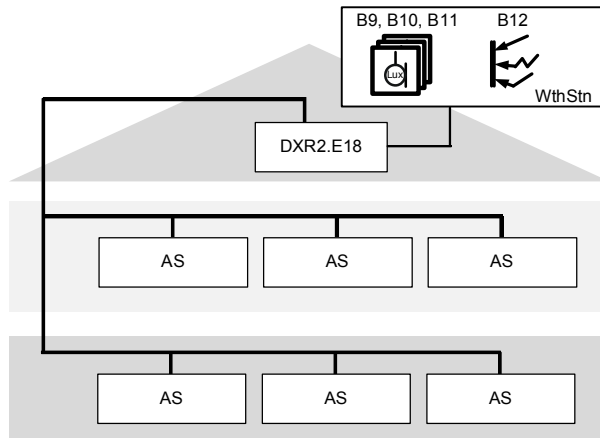 B9, B10, B11 B12
Lux
WthStn
DXR2.E18
AS AS AS
AS AS AS